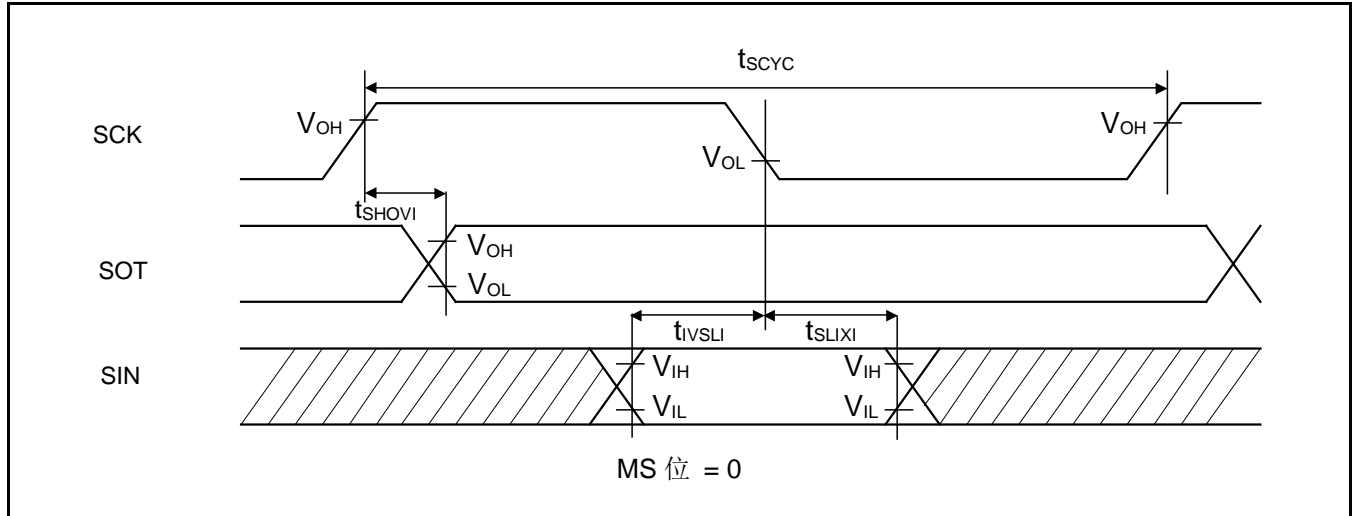 tSCYC
SCK
VOH
VOL
VOH
tSHOVI
SOT
VOH
VOL
tIVSLI
tSLIXI
SIN
VIH
VIL
VIH
VIL
MS 位 = 0